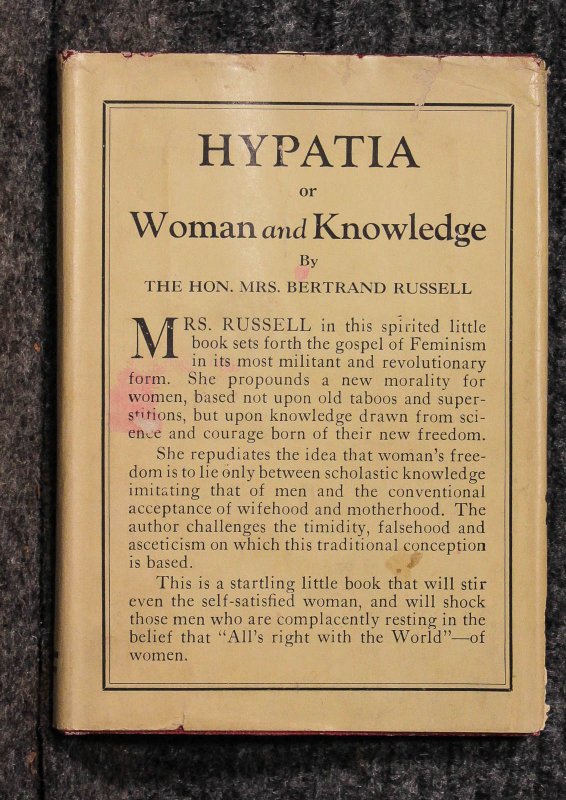 HYPATIA
or
Woman and Knowledge
By
THE HON. MRS. BERTRAND RUSSELL
MRS. RUSSELL in this spirited little
book sets forth the gospel of Feminism
in its most militant and revolutionary
form. She propounds a new morality for
women, based not upon old taboos and super-
stitions, but upon knowledge drawn from sci-
ence and courage born of their new freedom.
She repudiates the idea that woman's free-
dom is to lie only between scholastic knowledge
imitating that of men and the conventional
acceptance of wifehood and motherhood. The
author challenges the timidity, falsehood and
asceticism on which this traditional conception
is based.
This is a startling little book that will stir
even the self-satisfied woman, and will shock
those men who are complacently resting in the
belief that "All's right with the World"—of
women.